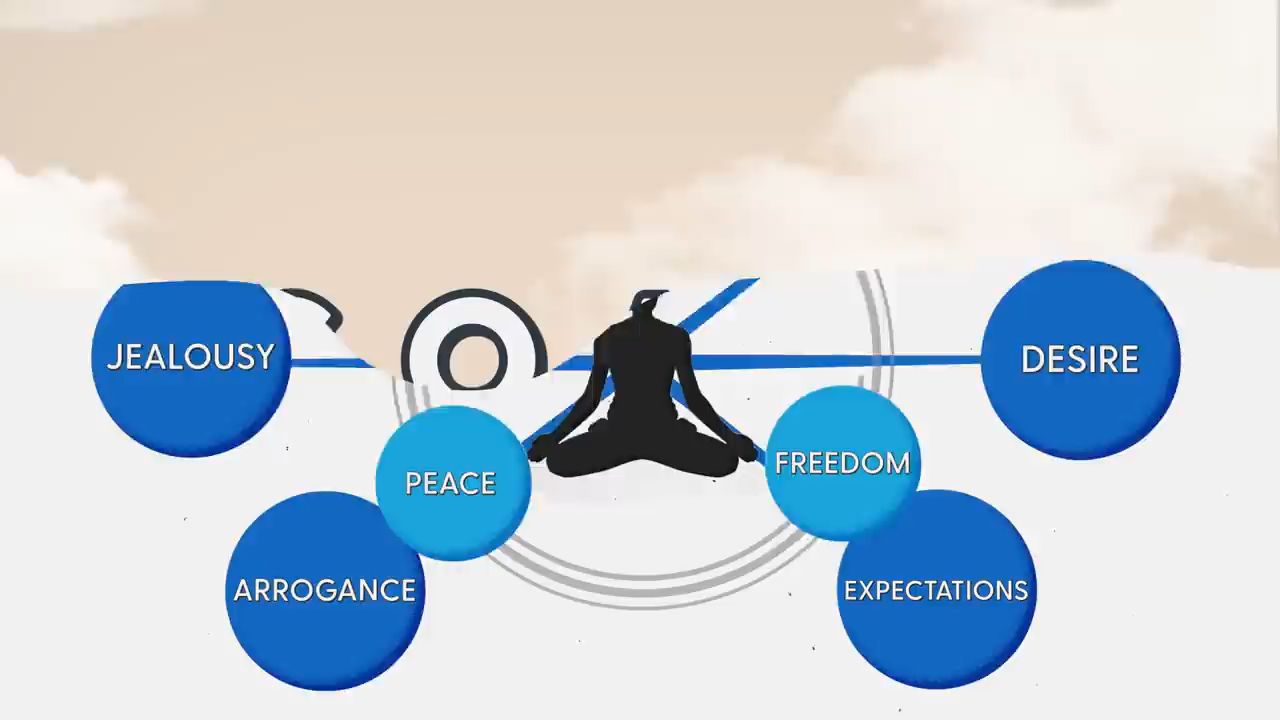 JEALOUSY
DESIRE
FREEDOM
PEACE
ARROGANCE
EXPECTATIONS